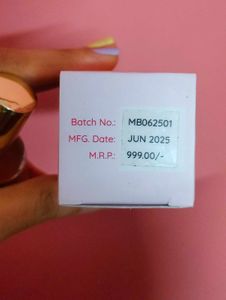 Batch No.: MB062501
MFG. Date: JUN 2025
M.R.P.: 999.00/-